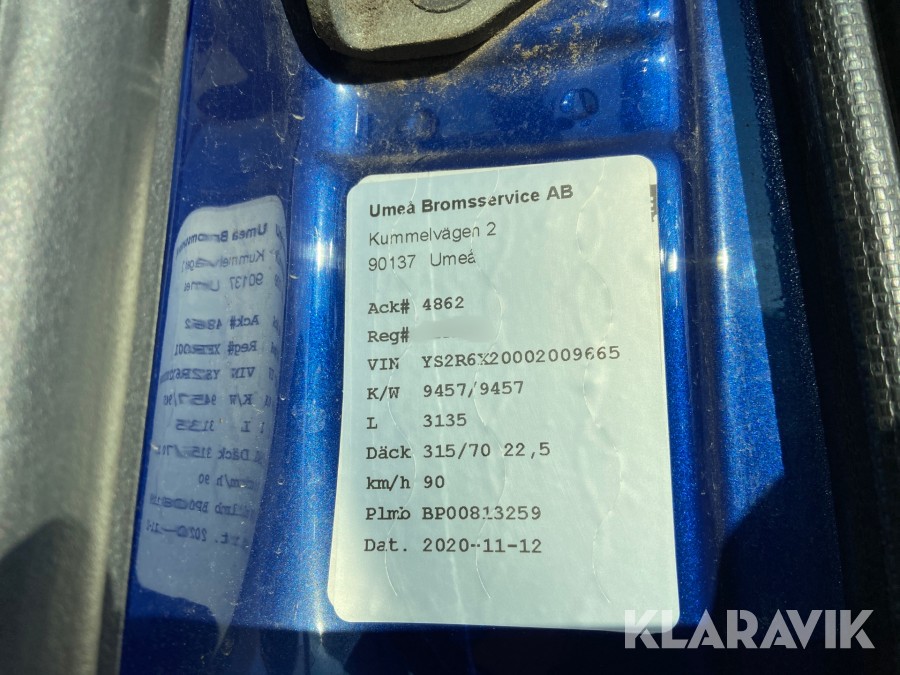 Umeå Bromsservice AB
Kummelvägen 2
90137 Umeå
Ack# 4862
Reg#
VIN YS2R6X20002009665
K/W 9457/9457
L 3135
Däck 315/70 22,5
km/h 90
Plmb BP00813259
Dat. 2020-11-12
KLARAVIK